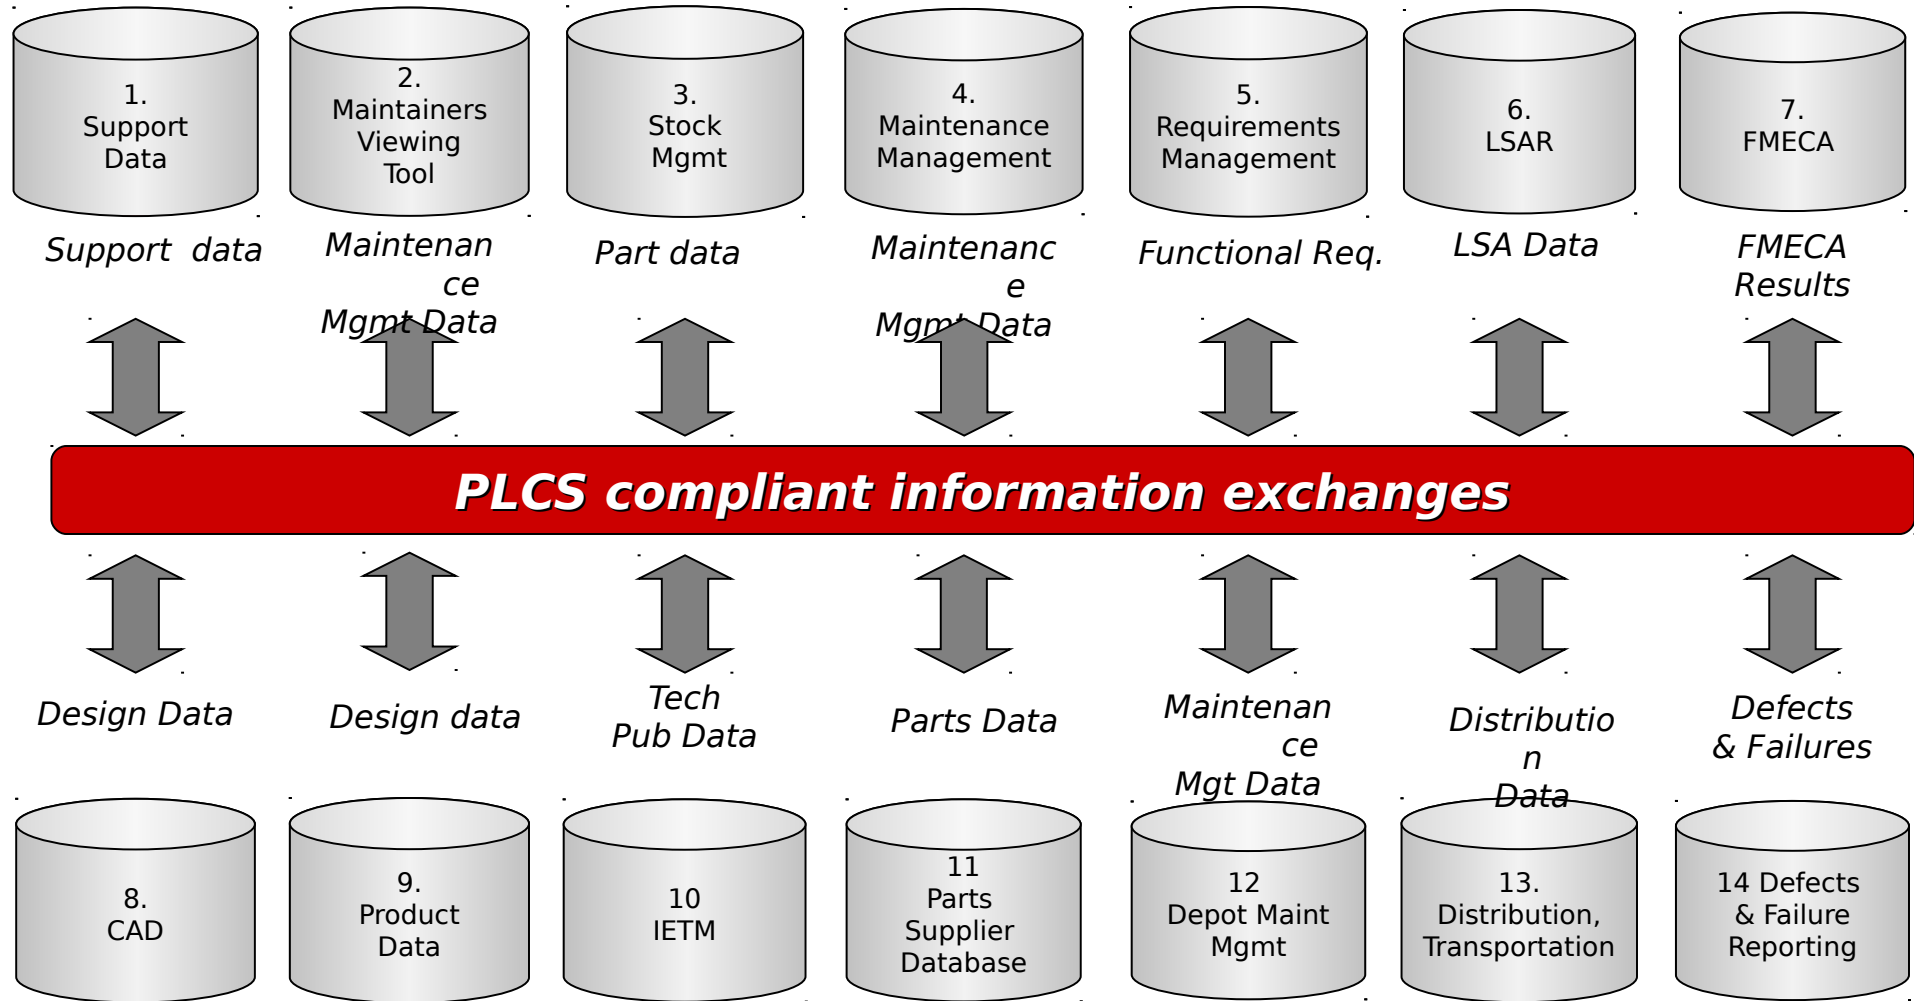 1.
Support
Data
2.
Maintainers
Viewing
Tool
3.
Stock
Mgmt
4.
Maintenance
Management
5.
Requirements
Management
6.
LSAR
7.
FMECA
Support  data
Maintenan
ce
Mgmt Data
Part data
Maintenanc
e
Mgmt Data
Functional Req.
LSA Data
FMECA
Results
PLCS compliant information exchanges
Design Data
Design data
Tech
Pub Data
Parts Data
Maintenan
ce
Mgt Data
Distributio
n
Data
Defects
& Failures
8.
CAD
9.
Product
Data
10
IETM
11
Parts
Supplier
Database
12
Depot Maint
Mgmt
13.
Distribution,
Transportation
14 Defects
& Failure
Reporting